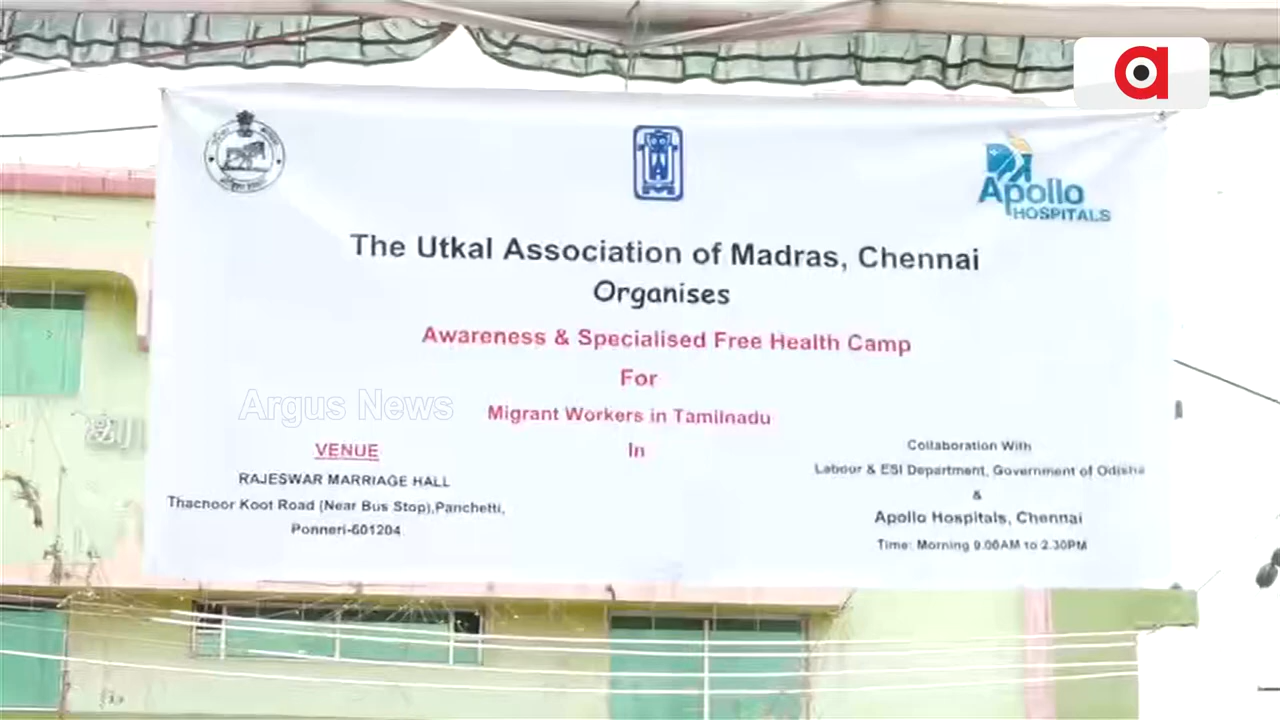 Apollo
HOSPITALS
The Utkal Association of Madras, Chennai
Organises
Awareness & Specialised Free Health Camp
For
Argus News
Migrant Workers in Tamilnadu
In
VENUE
RAJESWAR MARRIAGE HALL
Thacnoor Koot Road (Near Bus Stop),Panchetti,
Ponneri-601204
Collaboration With
Labour & ESI Department, Government of Odisha
&
Apollo Hospitals, Chennai
Time: Morning 9.00AM to 2.30PM